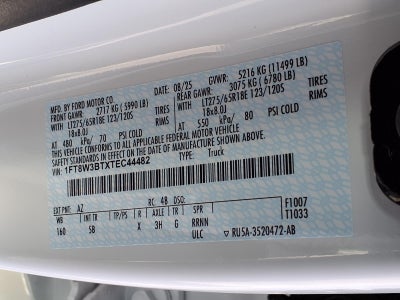 MFD. BY FORD MOTOR CO.
DATE: 08/25 GVWR: 5216 KG (11499 LB)
FRONT GAWR: 2717 KG (5990 LB) REAR GAWR: 3075 KG (6780 LB)
WITH LT275/65R18E 123/120S TIRES WITH LT275/65R18E 123/120S TIRES
18x8.0J RIMS 18x8.0J RIMS
AT 480 kPa/ 70 PSI COLD AT 550 kPa/ 80 PSI COLD
THIS VEHICLE CONFORMS TO ALL APPLICABLE FEDERAL MOTOR VEHICLE
SAFETY STANDARDS IN EFFECT ON THE DATE OF MANUFACTURE SHOWN ABOVE.
VIN: 1FT8W3BTXTEC44482 TYPE: Truck
EXT PNT: AZ RC: 48 DSO: F1007
WB INT TR R AXLE G SPR T1033
160 5B X 3H G RRNN
ULC RU5A-3520472-AB